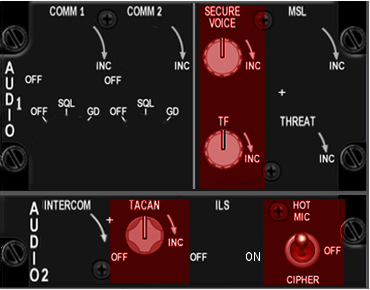 COMM 1 COMM 2 SECURE VOICE MSL
INC INC INC INC
OFF OFF
AUDIO 1
OFF SQL GD OFF SQL GD
TF THREAT
INC INC
INTERCOM TACAN ILS HOT MIC
AUDIO 2
INC
OFF OFF ON OFF
CIPHER